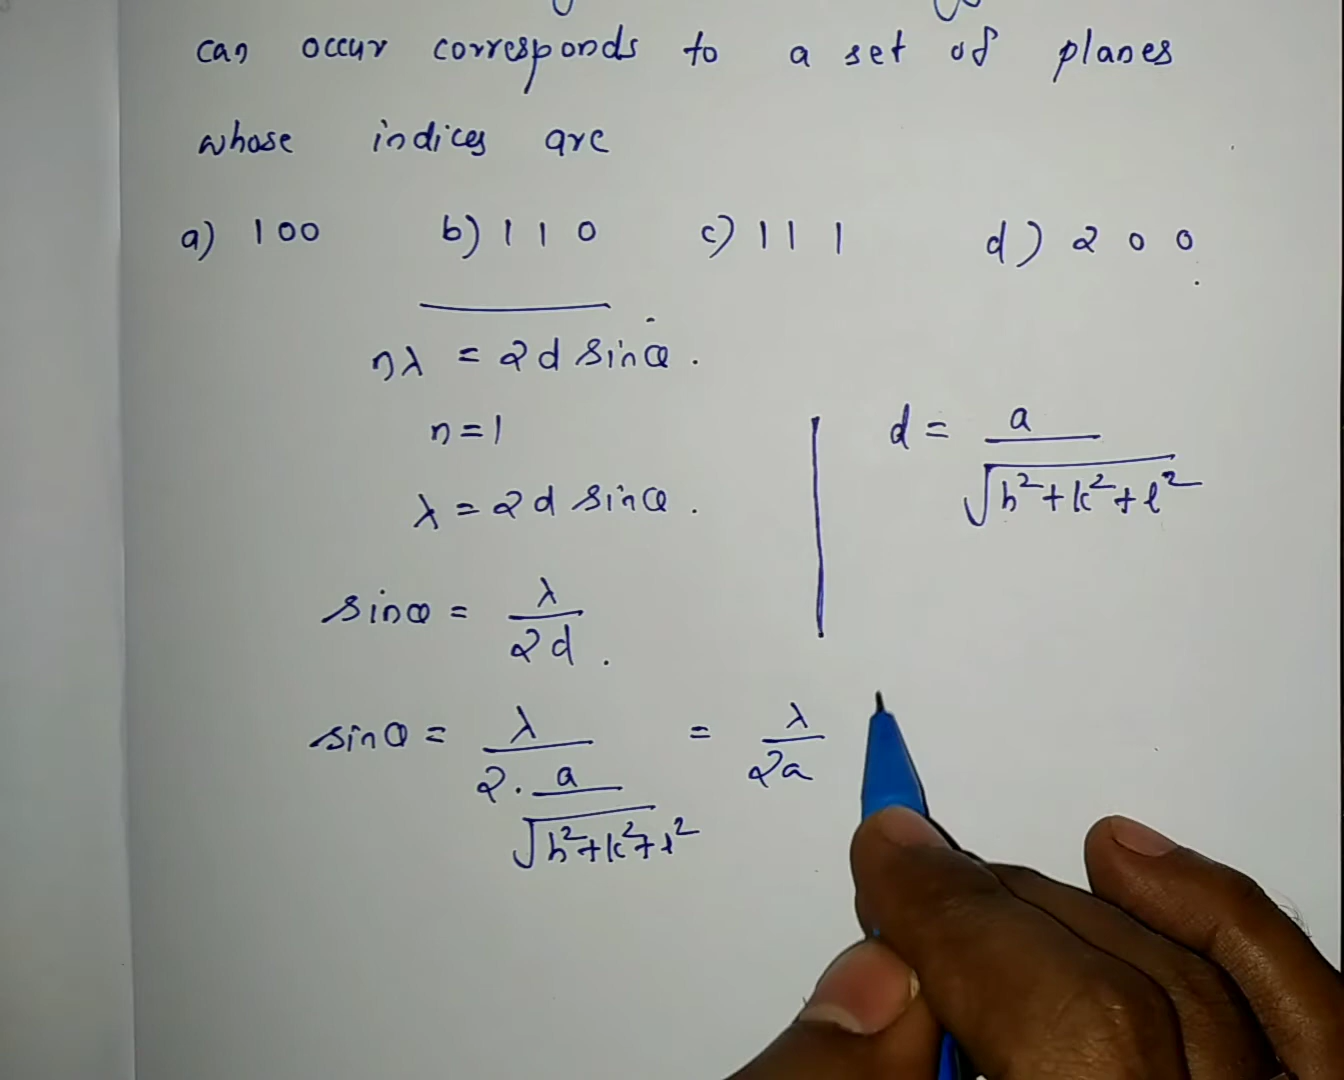 can occur corresponds to a set of planes
whose indices are
a) 100 b) 110 c) 111 d) 200.
nλ = 2d sinθ.
n=1
λ = 2d sinθ.
sinθ = λ/2d.
sinθ = λ/(2·a/√h²+k²+l²) = λ/2a
d = a/√h²+k²+l²